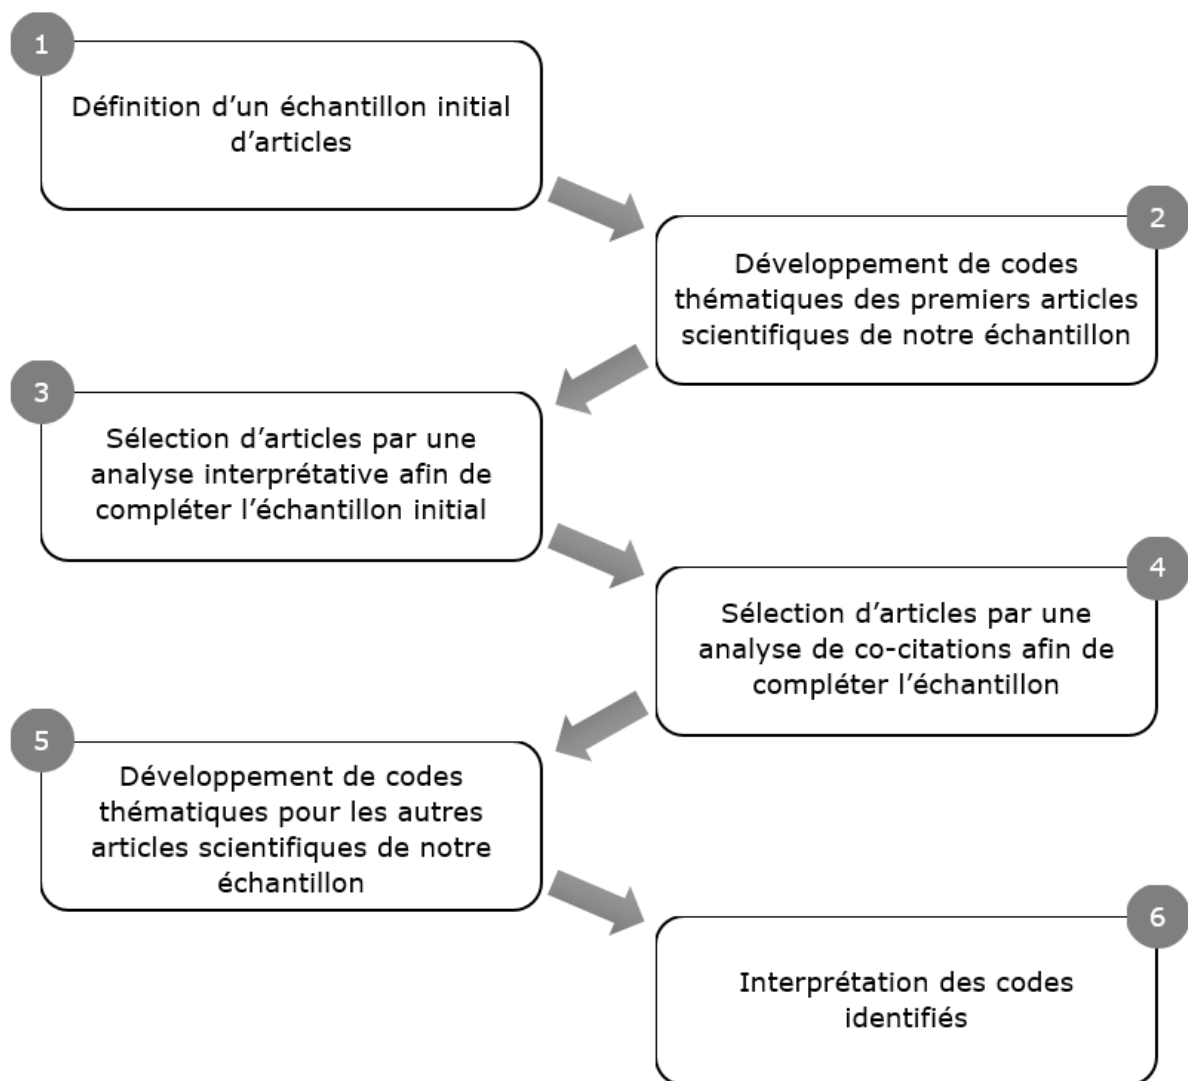 1
Définition d’un échantillon initial
d’articles
2
Développement de codes
thématiques des premiers articles
scientifiques de notre échantillon
3
Sélection d’articles par une
analyse interprétative afin de
compléter l’échantillon initial
4
Sélection d’articles par une
analyse de co-citations afin de
compléter l’échantillon
5
Développement de codes
thématiques pour les autres
articles scientifiques de notre
échantillon
6
Interprétation des codes
identifiés